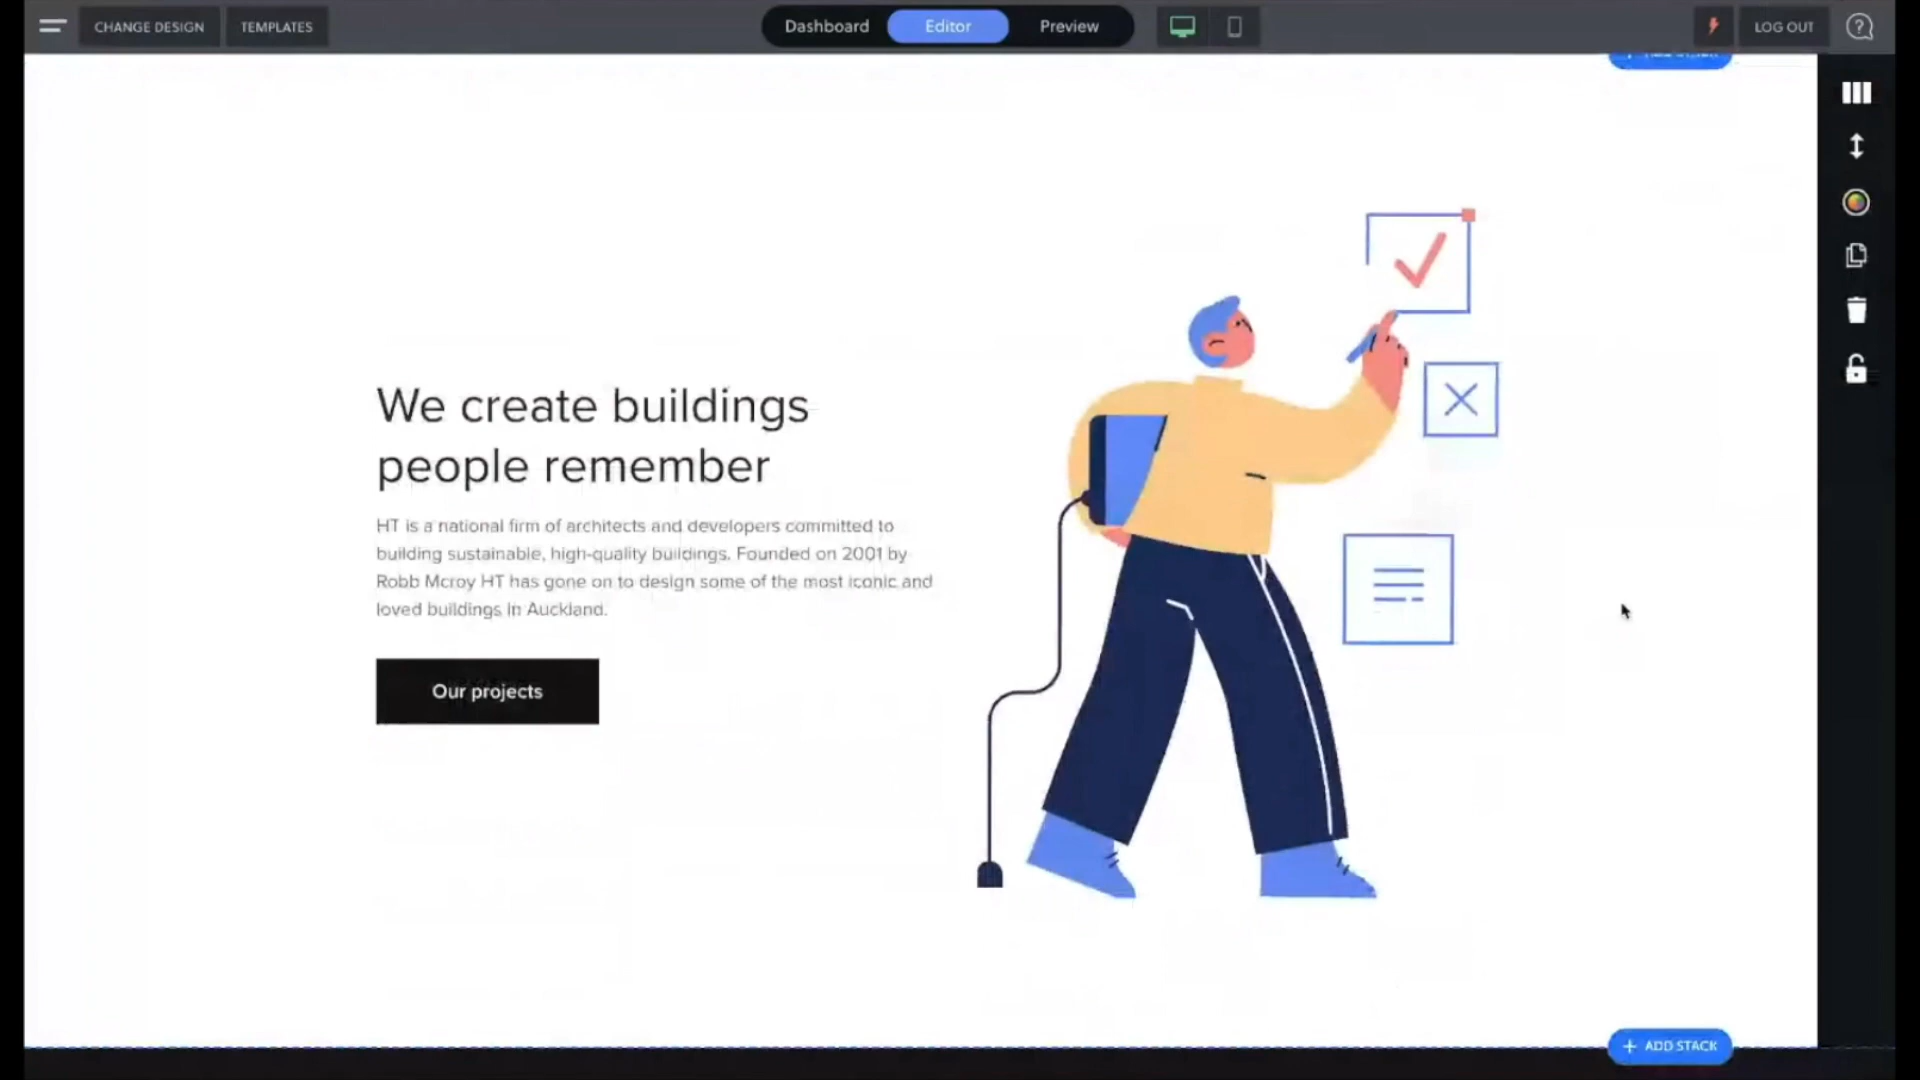 CHANGE DESIGN
TEMPLATES
Dashboard
Editor
Preview
LOG OUT
We create buildings
people remember
HT is a national firm of architects and developers committed to
building sustainable, high-quality buildings. Founded on 2001 by
Robb Mcroy HT has gone on to design some of the most iconic and
loved buildings in Auckland.
Our projects
+ ADD STACK